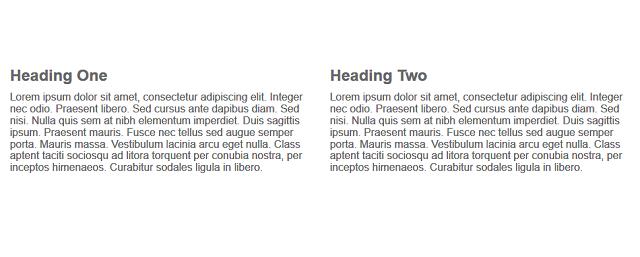 Heading One
Lorem ipsum dolor sit amet, consectetur adipiscing elit. Integer
nec odio. Praesent libero. Sed cursus ante dapibus diam. Sed
nisi. Nulla quis sem at nibh elementum imperdiet. Duis sagittis
ipsum. Praesent mauris. Fusce nec tellus sed augue semper
porta. Mauris massa. Vestibulum lacinia arcu eget nulla. Class
aptent taciti sociosqu ad litora torquent per conubia nostra, per
inceptos himenaeos. Curabitur sodales ligula in libero.
Heading Two
Lorem ipsum dolor sit amet, consectetur adipiscing elit. Integer
nec odio. Praesent libero. Sed cursus ante dapibus diam. Sed
nisi. Nulla quis sem at nibh elementum imperdiet. Duis sagittis
ipsum. Praesent mauris. Fusce nec tellus sed augue semper
porta. Mauris massa. Vestibulum lacinia arcu eget nulla. Class
aptent taciti sociosqu ad litora torquent per conubia nostra, per
inceptos himenaeos. Curabitur sodales ligula in libero.